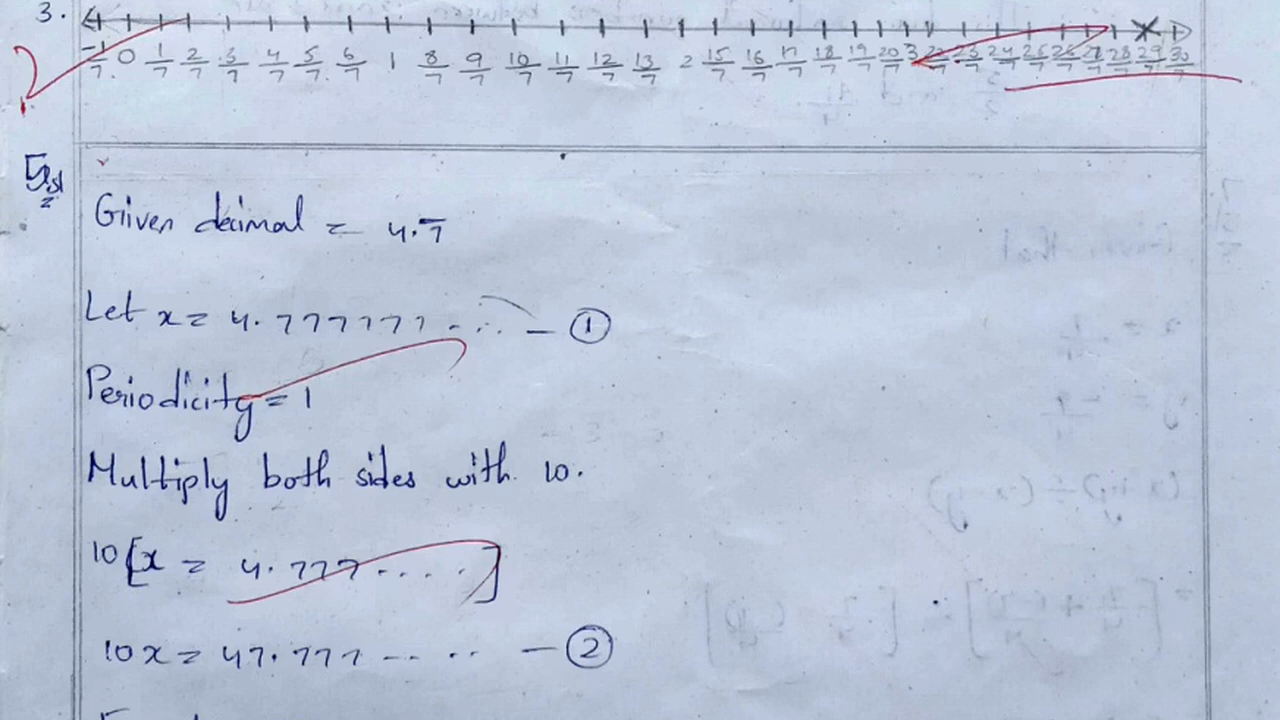 3.
-1/7 0 1/7 2/7 3/7 4/7 5/7 6/7 1 8/7 9/7 10/7 11/7 12/7 13/7 2 15/7 16/7 17/7 18/7 19/7 20/7 3 22/7 23/7 24/7 25/7 26/7 27/7 28/7 29/7 30/7
Given decimal = 4.7̅
Let x = 4.777777.... — ①
Periodicity = 1
Multiply both sides with 10.
10[x = 4.777.....]
10x = 47.777...... — ②